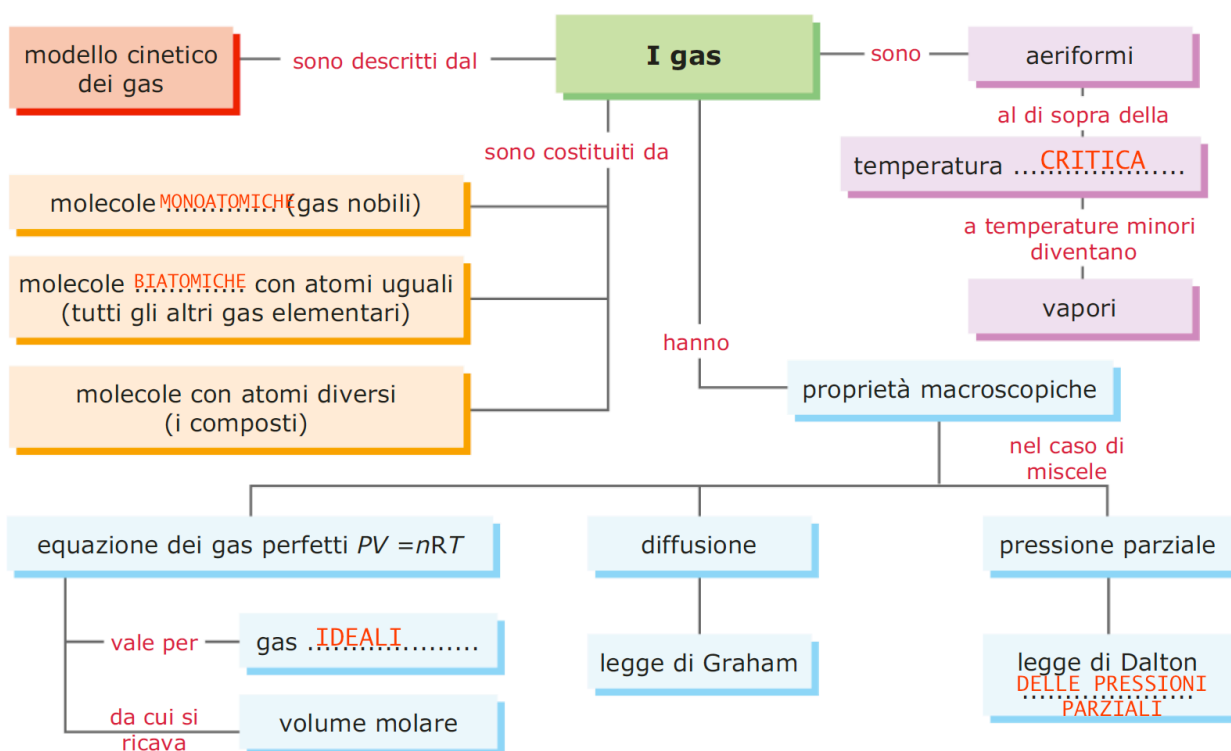 I gas
sono descritti dal
modello cinetico
dei gas
sono
aeriformi
al di sopra della
temperatura ...CRITICA...
a temperature minori
diventano
vapori
sono costituiti da
molecole MONOATOMICHE (gas nobili)
molecole BIATOMICHE con atomi uguali
(tutti gli altri gas elementari)
molecole con atomi diversi
(i composti)
hanno
proprietà macroscopiche
nel caso di
miscele
equazione dei gas perfetti PV =nRT
vale per
gas ...IDEALI...
da cui si
ricava
volume molare
diffusione
legge di Graham
pressione parziale
legge di Dalton
DELLE PRESSIONI
PARZIALI